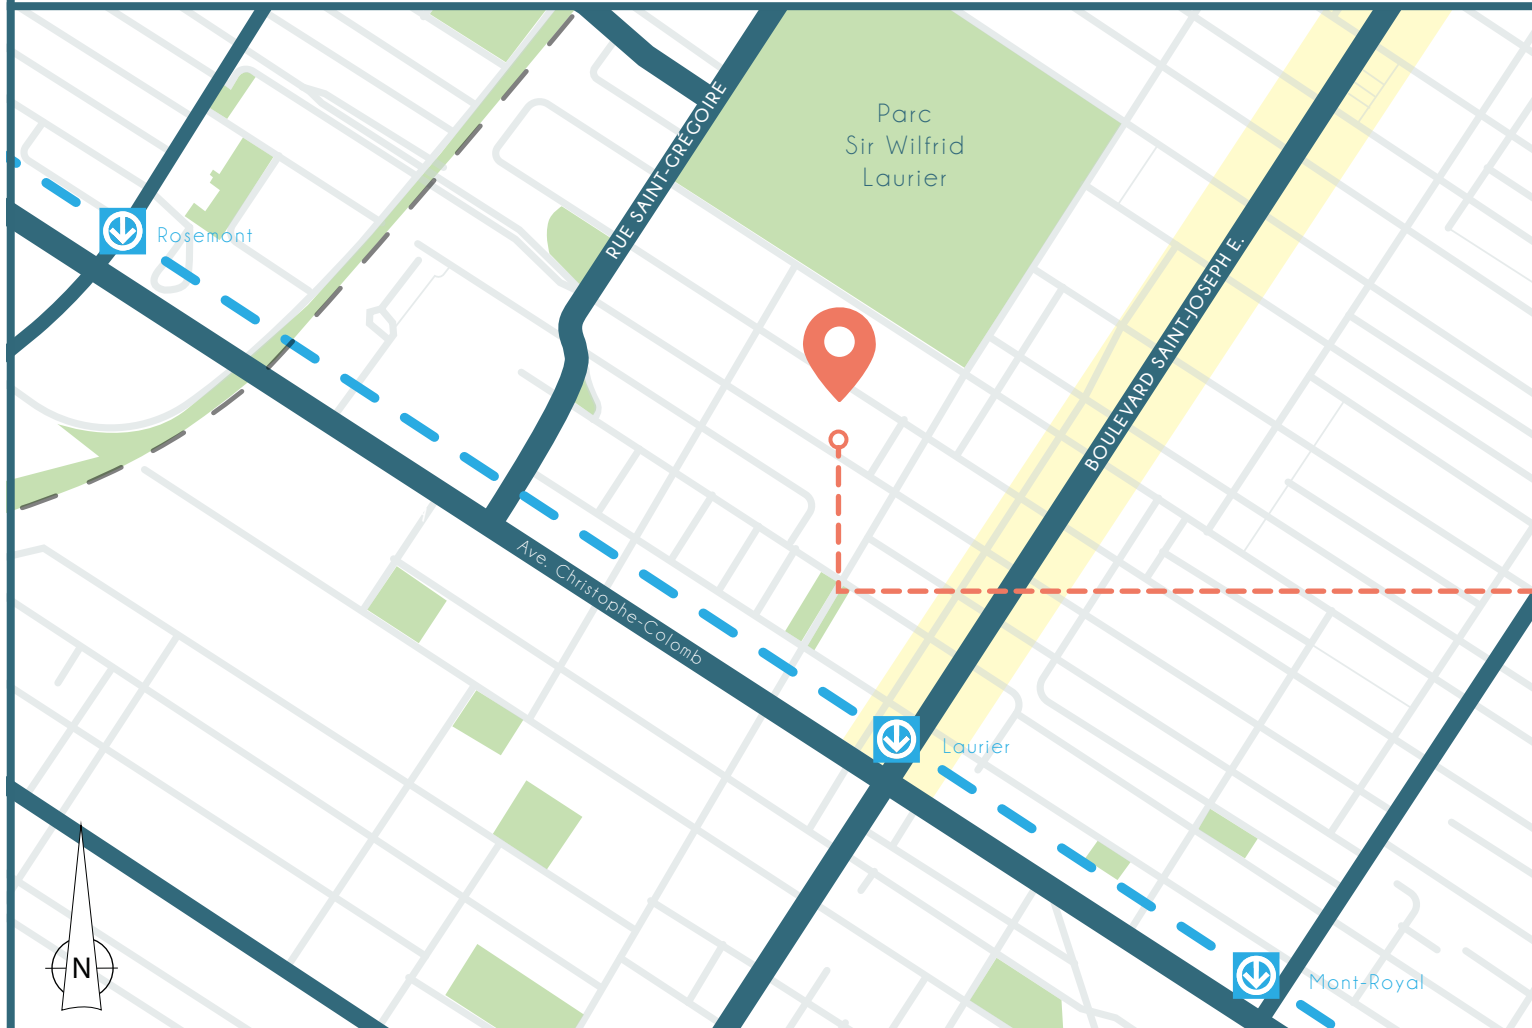 Parc
Sir Wilfrid
Laurier
RUE SAINT-GRÉGOIRE
Rosemont
BOULEVARD SAINT-JOSEPH E.
Ave. Christophe-Colomb
Laurier
N
Mont-Royal